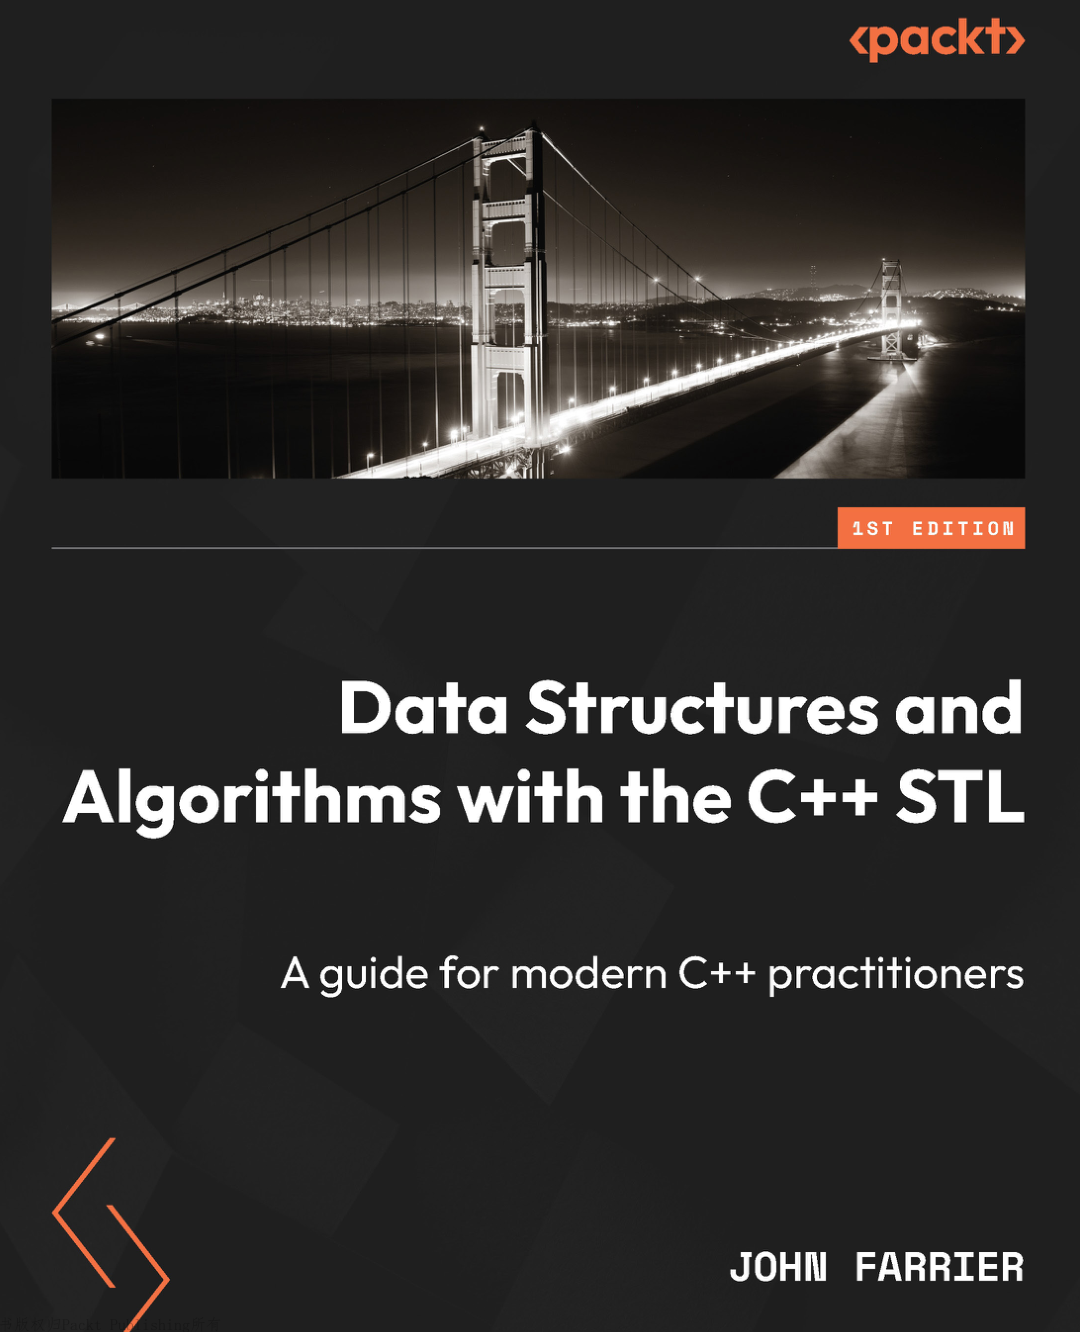 <packt>
1ST EDITION
Data Structures and
Algorithms with the C++ STL
A guide for modern C++ practitioners
JOHN FARRIER